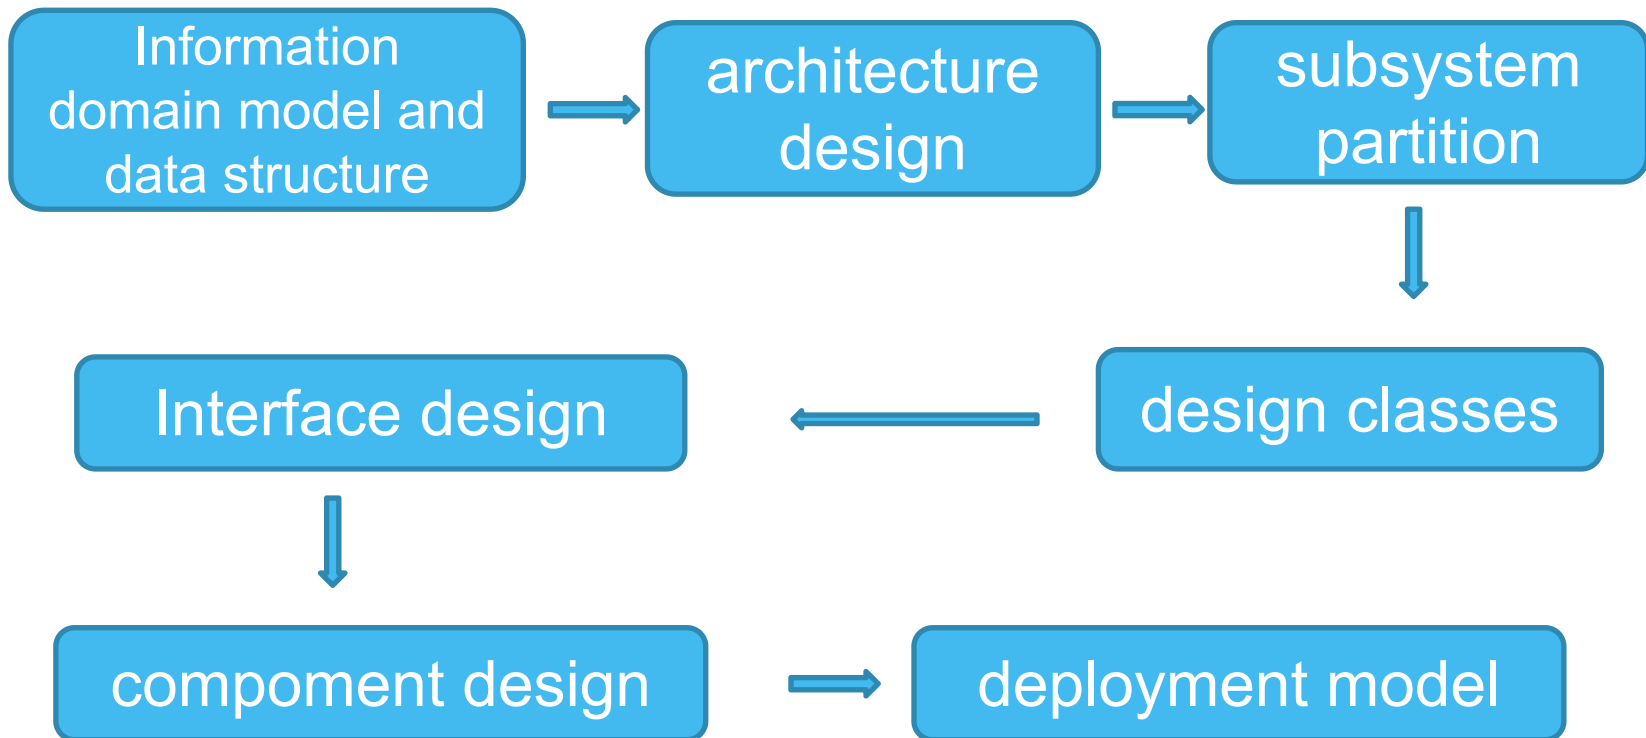 Information
domain model and
data structure
architecture
design
subsystem
partition
design classes
Interface design
compoment design
deployment model